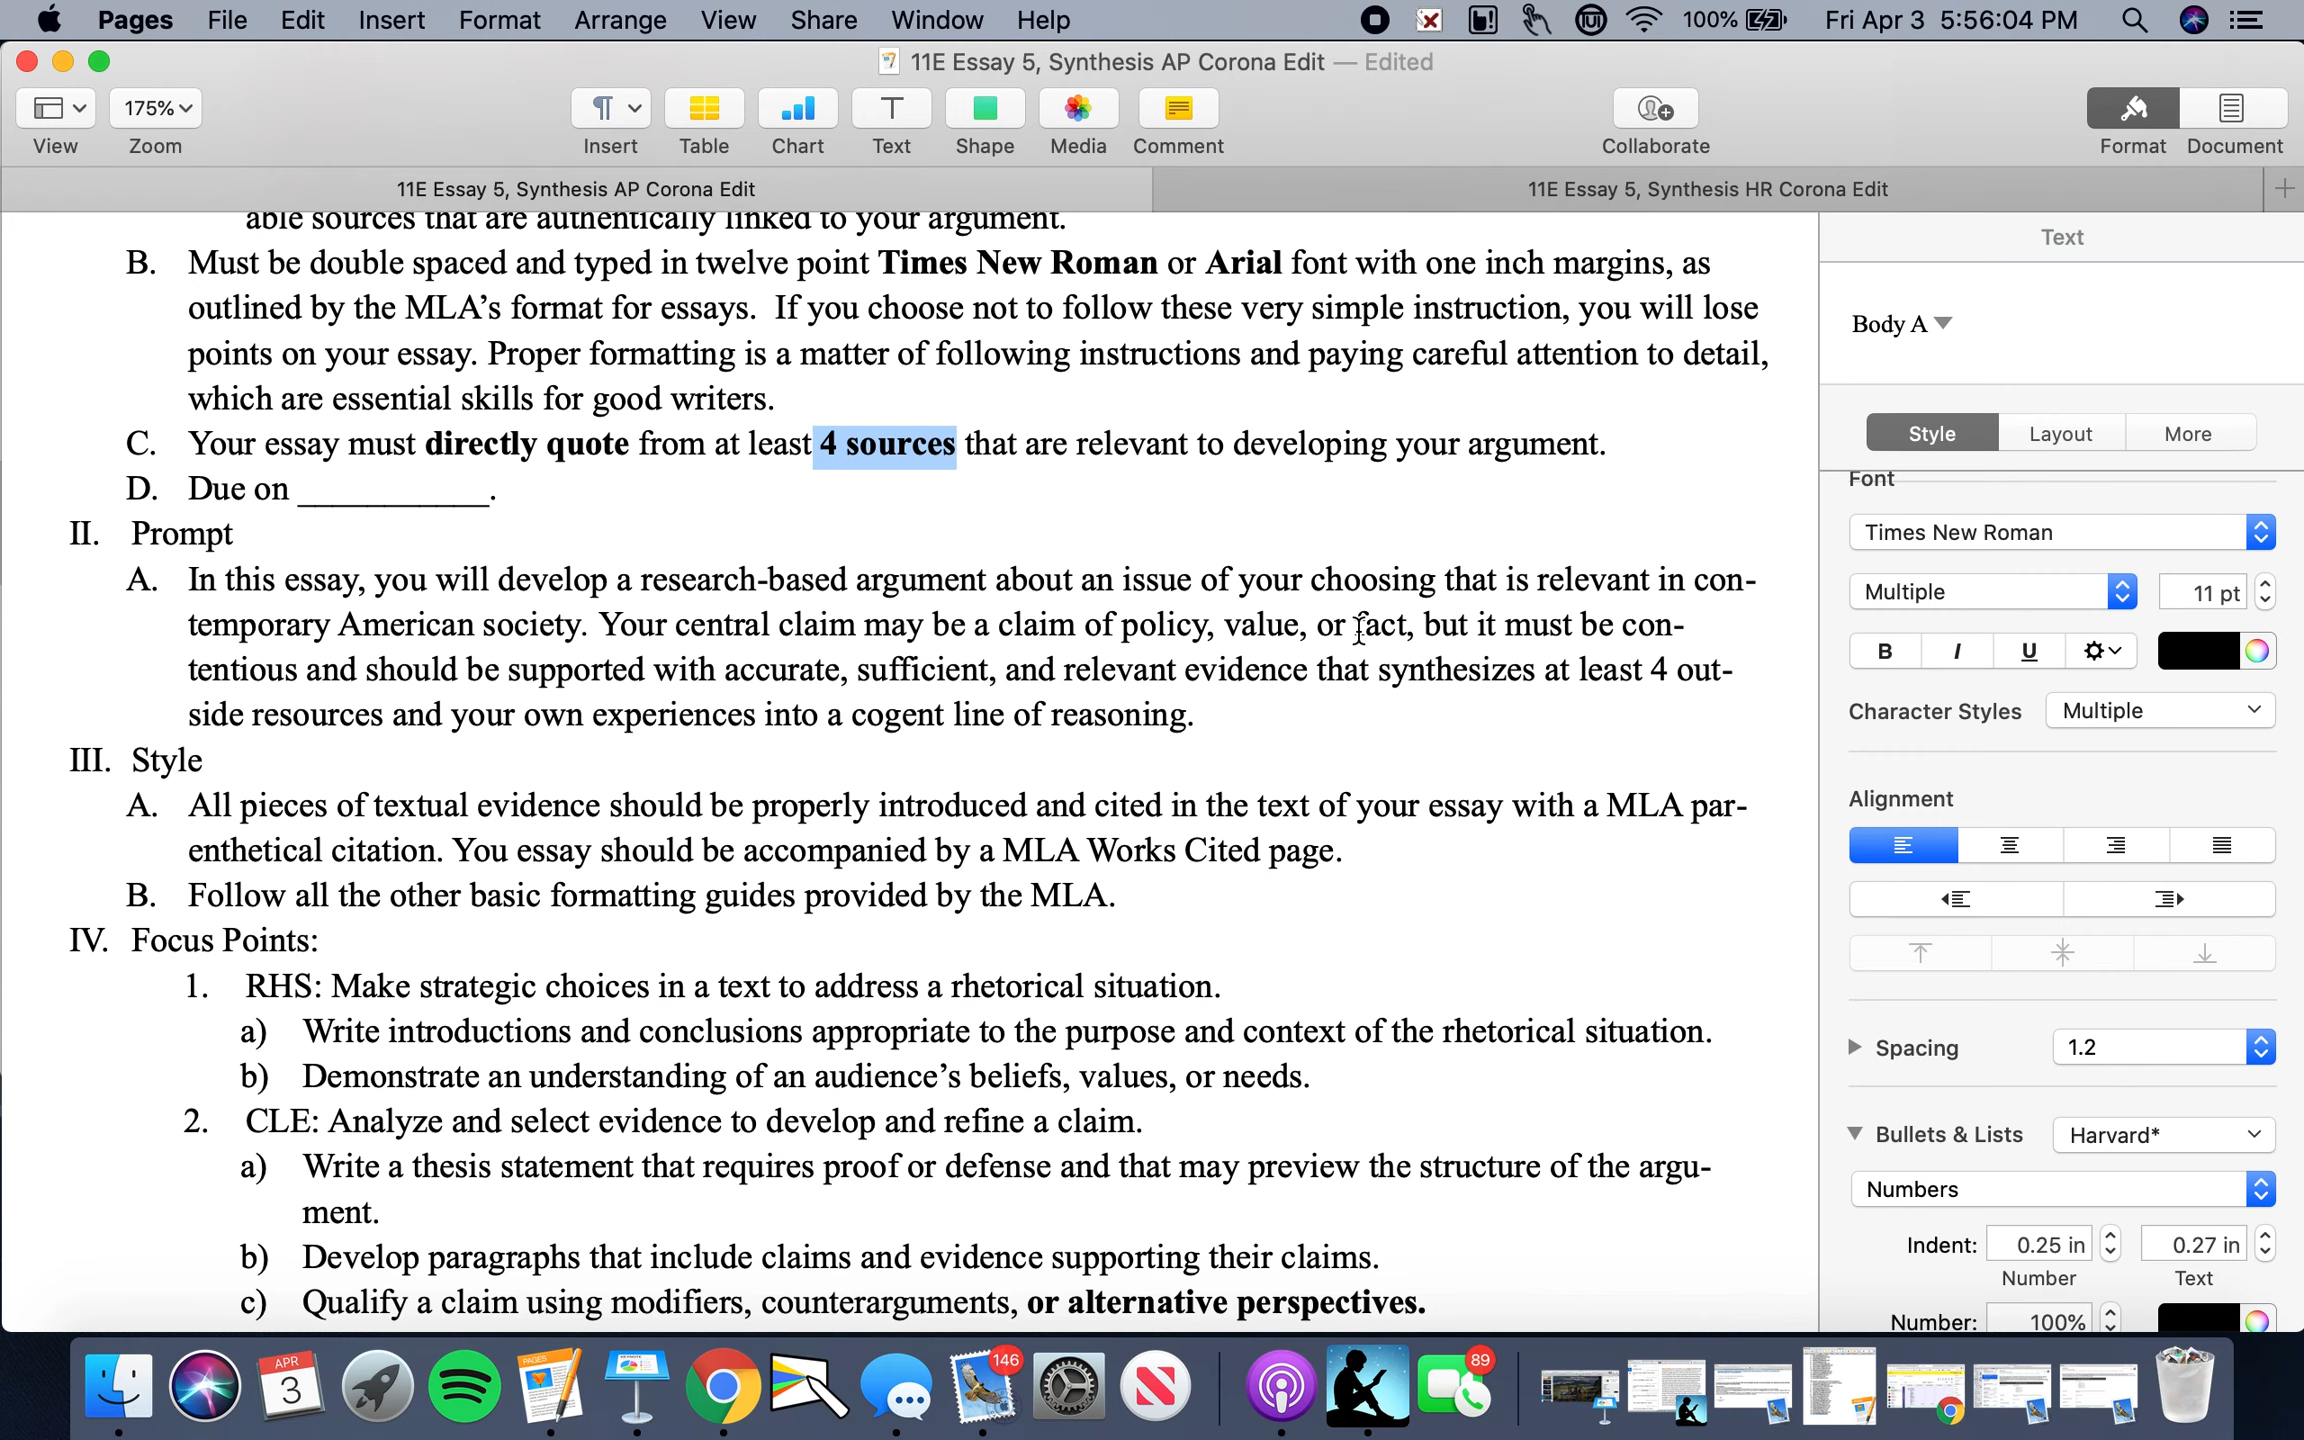 Pages File Edit Insert Format Arrange View Share Window Help 100% Fri Apr 3 5:56:04 PM
11E Essay 5, Synthesis AP Corona Edit — Edited
175%
View Zoom Insert Table Chart Text Shape Media Comment Collaborate Format Document
11E Essay 5, Synthesis AP Corona Edit 11E Essay 5, Synthesis HR Corona Edit
able sources that are authentically linked to your argument.
B. Must be double spaced and typed in twelve point Times New Roman or Arial font with one inch margins, as
outlined by the MLA’s format for essays. If you choose not to follow these very simple instruction, you will lose
points on your essay. Proper formatting is a matter of following instructions and paying careful attention to detail,
which are essential skills for good writers.
C. Your essay must directly quote from at least 4 sources that are relevant to developing your argument.
D. Due on ___________.
II. Prompt
A. In this essay, you will develop a research-based argument about an issue of your choosing that is relevant in con-
temporary American society. Your central claim may be a claim of policy, value, or fact, but it must be con-
tentious and should be supported with accurate, sufficient, and relevant evidence that synthesizes at least 4 out-
side resources and your own experiences into a cogent line of reasoning.
III. Style
A. All pieces of textual evidence should be properly introduced and cited in the text of your essay with a MLA par-
enthetical citation. You essay should be accompanied by a MLA Works Cited page.
B. Follow all the other basic formatting guides provided by the MLA.
IV. Focus Points:
1. RHS: Make strategic choices in a text to address a rhetorical situation.
a) Write introductions and conclusions appropriate to the purpose and context of the rhetorical situation.
b) Demonstrate an understanding of an audience’s beliefs, values, or needs.
2. CLE: Analyze and select evidence to develop and refine a claim.
a) Write a thesis statement that requires proof or defense and that may preview the structure of the argu-
ment.
b) Develop paragraphs that include claims and evidence supporting their claims.
c) Qualify a claim using modifiers, counterarguments, or alternative perspectives.
Text
Body A
Style Layout More
Font
Times New Roman
Multiple 11 pt
B I U
Character Styles Multiple
Alignment
Spacing 1.2
Bullets & Lists Harvard*
Numbers
Indent: 0.25 in 0.27 in
Number Text
Number: 100%
APR
3
PAGES
146
89